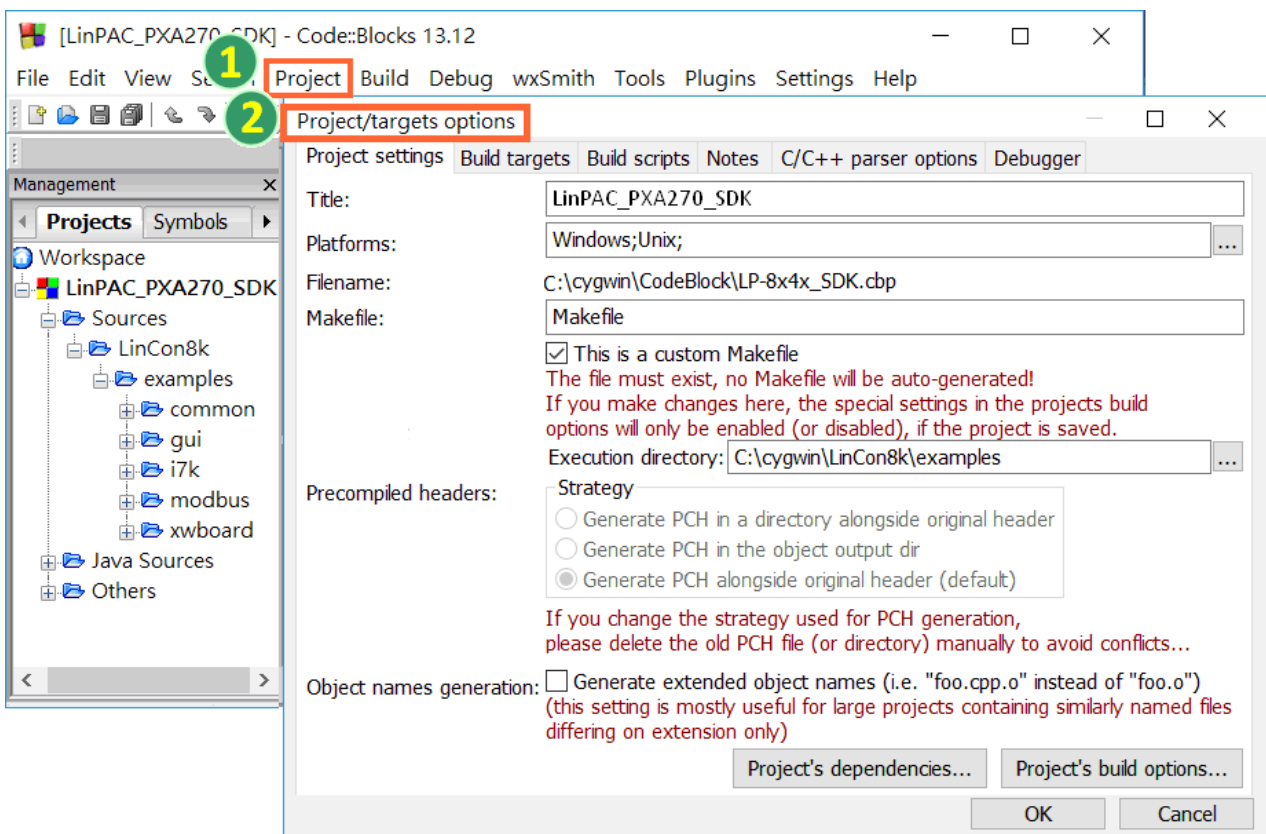 [LinPAC_PXA270_SDK] - Code::Blocks 13.12
File Edit View Project Build Debug wxSmith Tools Plugins Settings Help
1
2
Project/targets options
Project settings Build targets Build scripts Notes C/C++ parser options Debugger
Management
Projects Symbols
Workspace
LinPAC_PXA270_SDK
Sources
LinCon8k
examples
common
gui
i7k
modbus
xwboard
Java Sources
Others
Title: LinPAC_PXA270_SDK
Platforms: Windows;Unix; ...
Filename: C:\cygwin\CodeBlock\LP-8x4x_SDK.cbp
Makefile: Makefile
This is a custom Makefile
The file must exist, no Makefile will be auto-generated!
If you make changes here, the special settings in the projects build
options will only be enabled (or disabled), if the project is saved.
Execution directory: C:\cygwin\LinCon8k\examples ...
Precompiled headers: Strategy
Generate PCH in a directory alongside original header
Generate PCH in the object output dir
Generate PCH alongside original header (default)
If you change the strategy used for PCH generation,
please delete the old PCH file (or directory) manually to avoid conflicts...
Object names generation: Generate extended object names (i.e. "foo.cpp.o" instead of "foo.o")
(this setting is mostly useful for large projects containing similarly named files
differing on extension only)
Project's dependencies... Project's build options...
OK Cancel